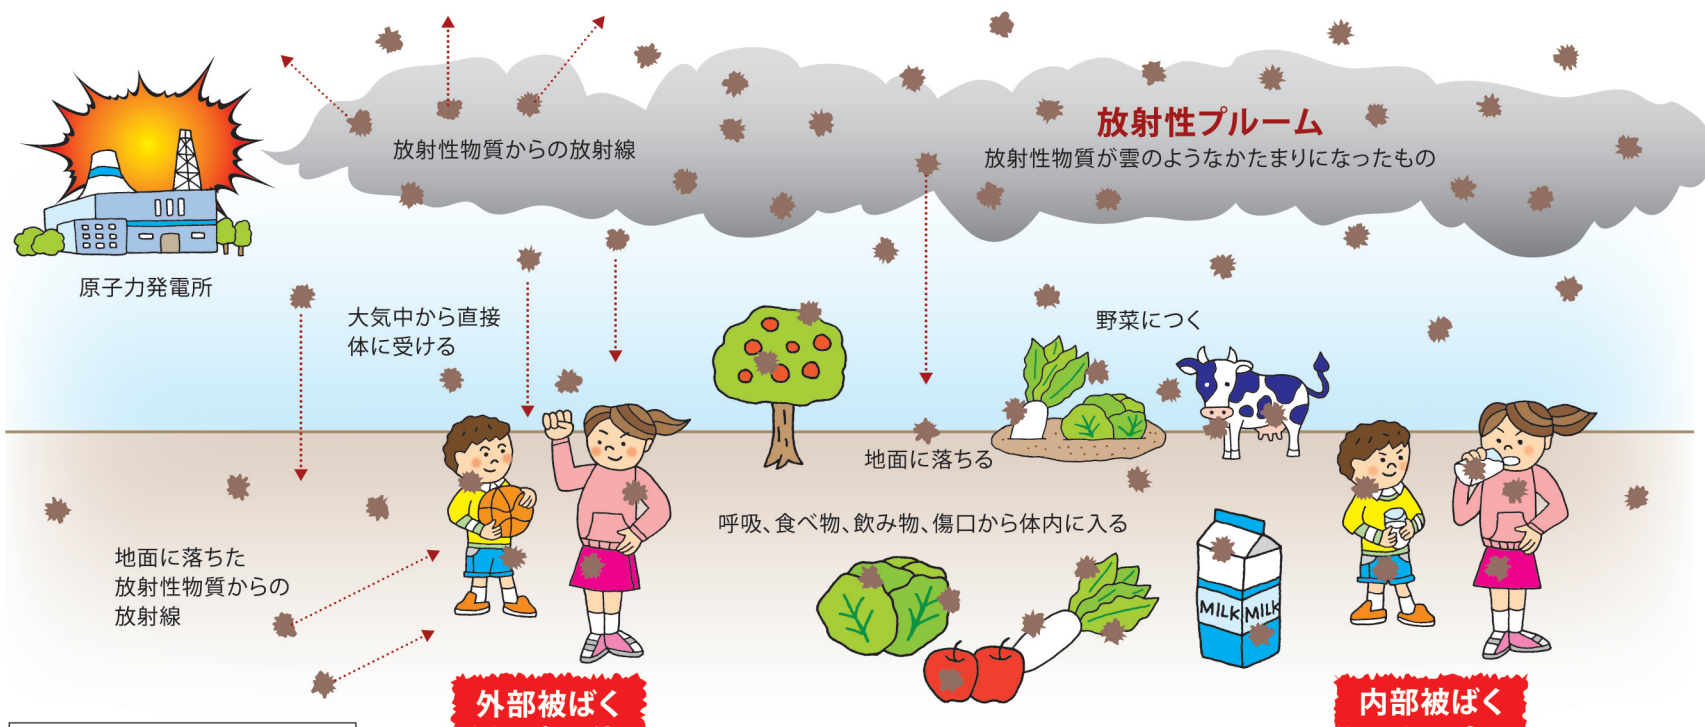 放射性物質からの放射線
放射性プルーム
放射性物質が雲のようなかたまりになったもの
原子力発電所
大気中から直接
体に受ける
野菜につく
地面に落ちる
呼吸、食べ物、飲み物、傷口から体内に入る
地面に落ちた
放射性物質からの
放射線
MILK MILK
外部被ばく
内部被ばく